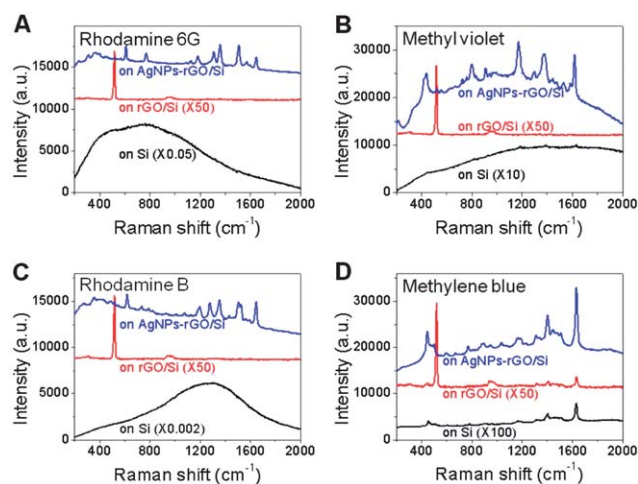 A
Rhodamine 6G
on AgNPs-rGO/Si
on rGO/Si (X50)
on Si (X0.05)
Intensity (a.u.)
0
5000
10000
15000
400 800 1200 1600 2000
Raman shift (cm⁻¹)
B
Methyl violet
on AgNPs-rGO/Si
on rGO/Si (X50)
on Si (X10)
Intensity (a.u.)
0
10000
20000
30000
400 800 1200 1600 2000
Raman shift (cm⁻¹)
C
Rhodamine B
on AgNPs-rGO/Si
on rGO/Si (X50)
on Si (X0.002)
Intensity (a.u.)
0
5000
10000
15000
400 800 1200 1600 2000
Raman shift (cm⁻¹)
D
Methylene blue
on AgNPs-rGO/Si
on rGO/Si (X50)
on Si (X100)
Intensity (a.u.)
0
10000
20000
30000
400 800 1200 1600 2000
Raman shift (cm⁻¹)